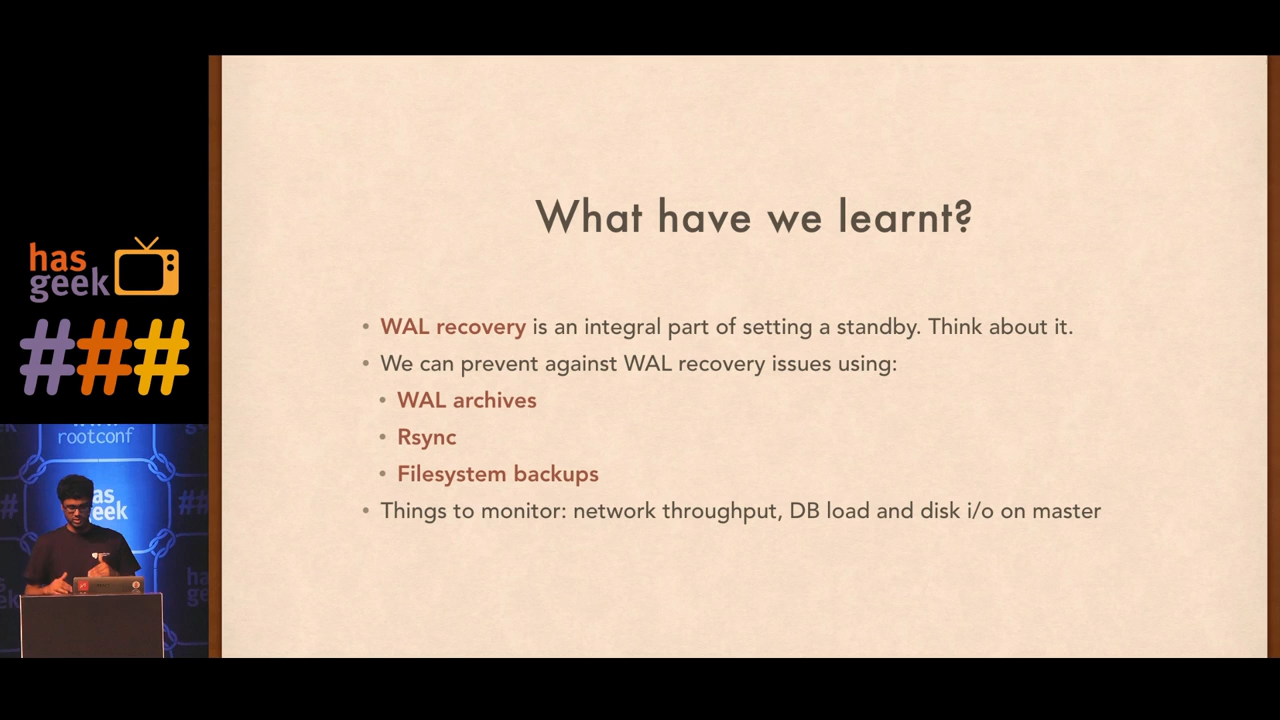 has
geek
###
rootconf
has
geek
##
What have we learnt?
• WAL recovery is an integral part of setting a standby. Think about it.
• We can prevent against WAL recovery issues using:
• WAL archives
• Rsync
• Filesystem backups
• Things to monitor: network throughput, DB load and disk i/o on master